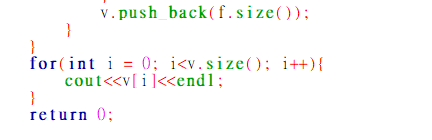 v.push_back(f.size());
}
}
for(int i = 0; i<v.size(); i++){
cout<<v[i]<<endl;
}
return 0;